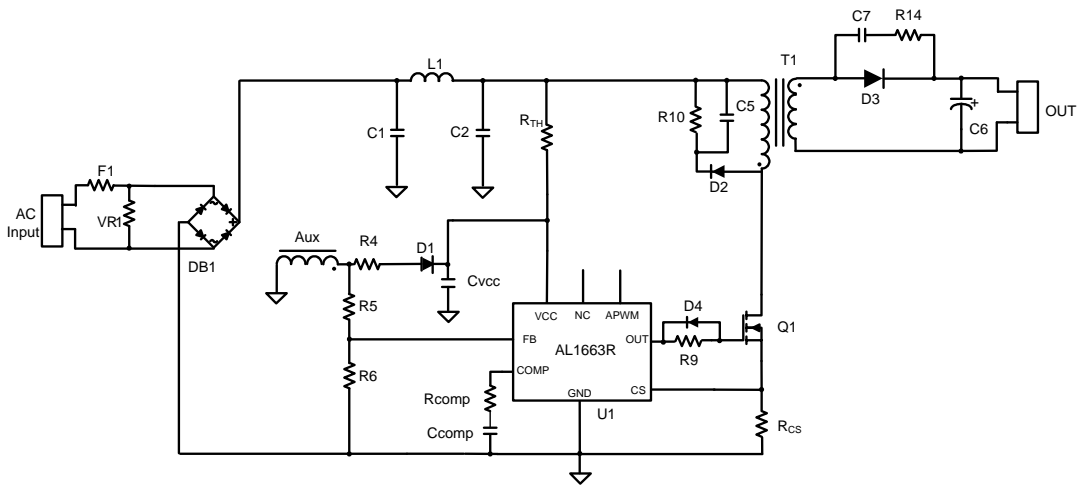 C7
R14
T1
L1
D3
C5
R10
C6
OUT
C1
C2
RTH
D2
F1
AC
Input
VR1
DB1
Aux
R4
D1
Cvcc
R5
VCC
NC
APWM
D4
Q1
FB
OUT
AL1663R
R9
R6
COMP
CS
GND
U1
Rcomp
Ccomp
RCS
+
+